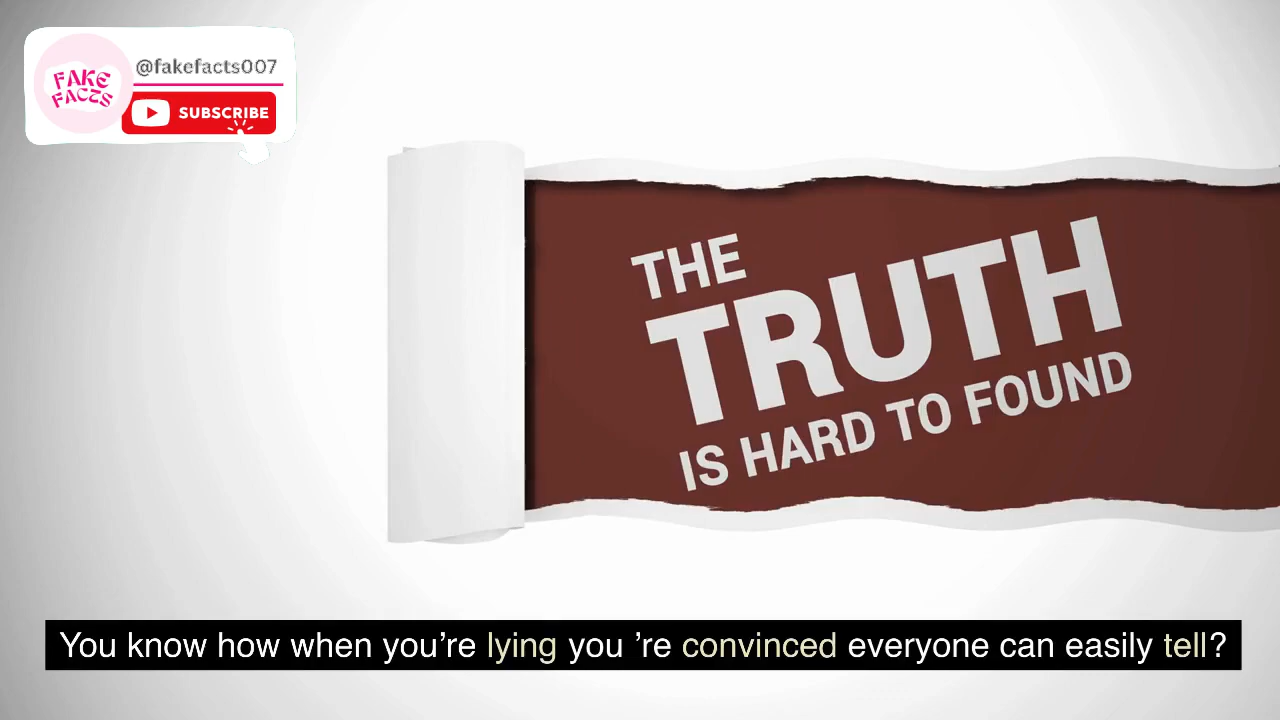 FAKE
FACTS
@fakefacts007
SUBSCRIBE
THE
TRUTH
IS HARD TO FOUND
You know how when you're lying you 're convinced everyone can easily tell?